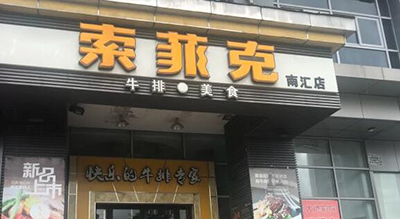 索菲克
牛排●美食 南汇店
快乐的牛排专家
新品
上市